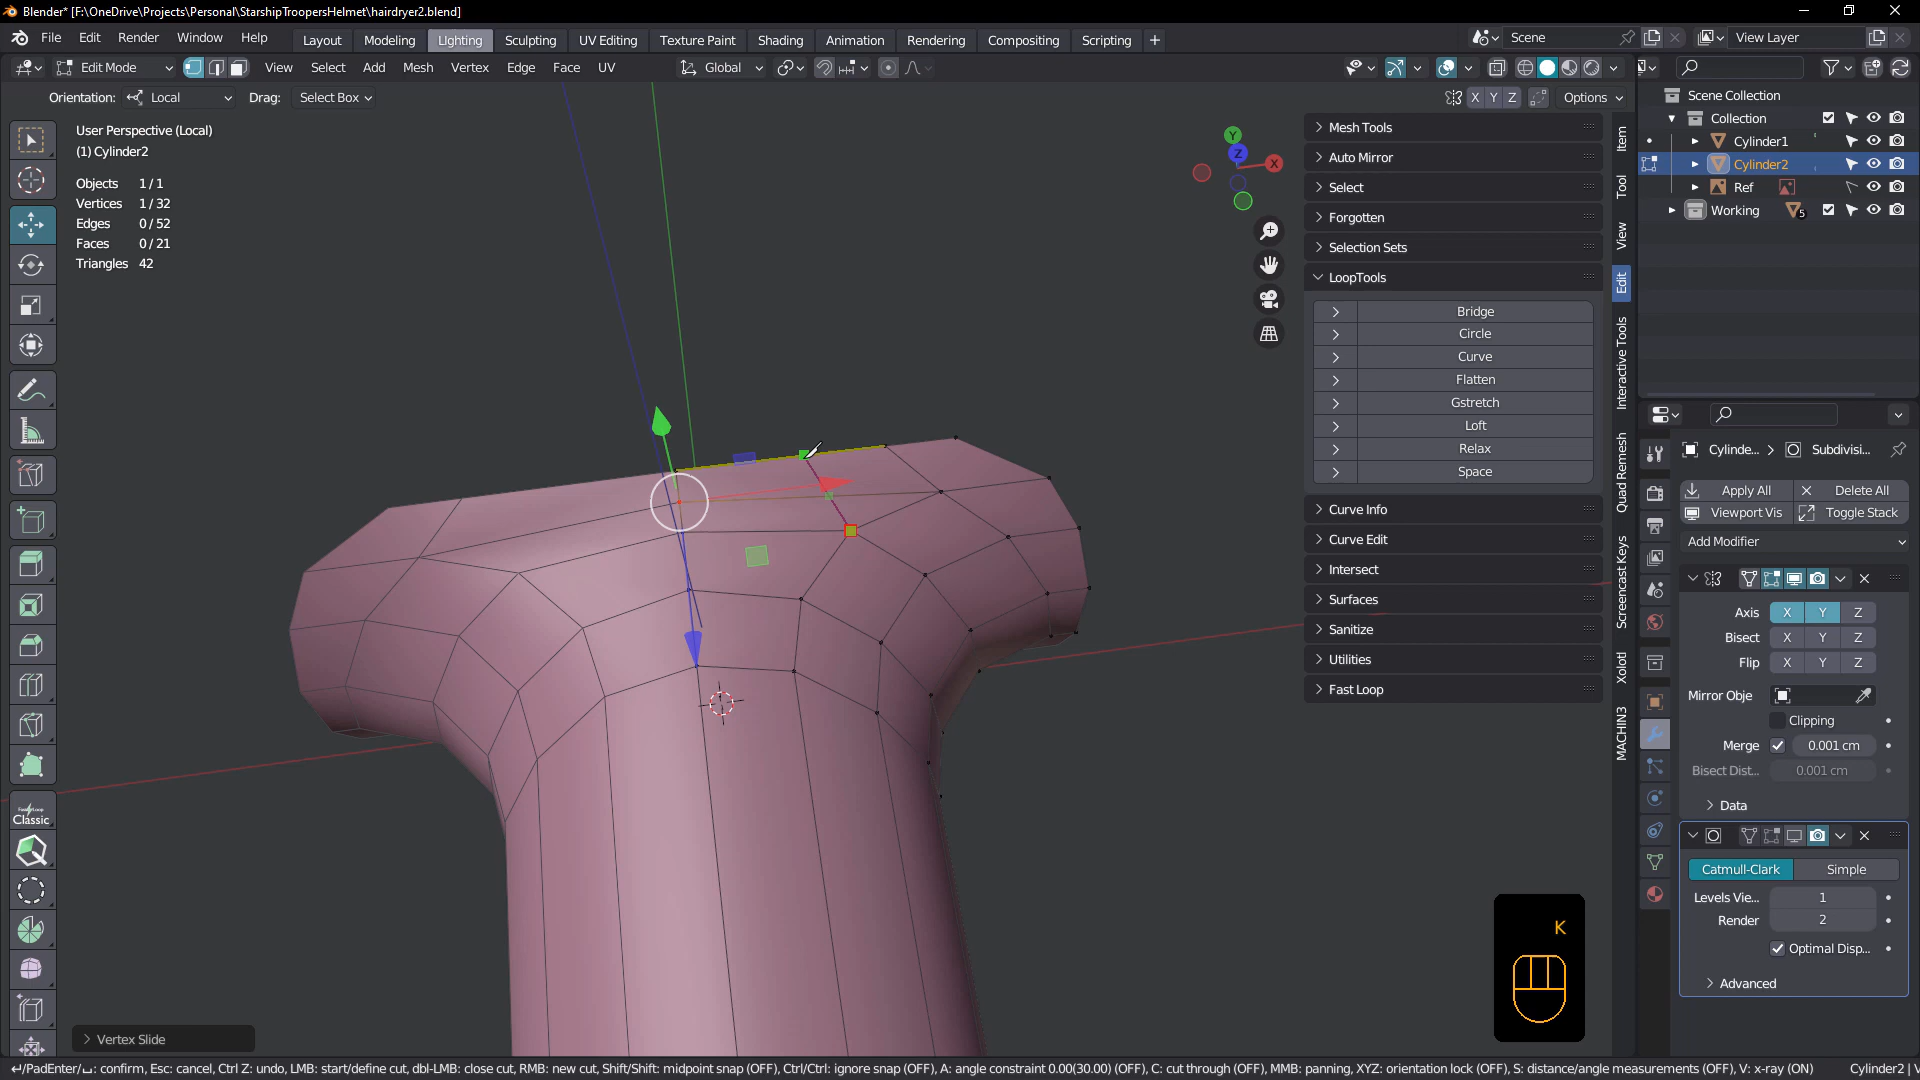 Blender* [F:\OneDrive\Projects\Personal\StarshipTroopersHelmet\hairdryer2.blend]
File Edit Render Window Help Layout Modeling Lighting Sculpting UV Editing Texture Paint Shading Animation Rendering Compositing Scripting + Scene View Layer
Edit Mode View Select Add Mesh Vertex Edge Face UV Global
Orientation: Local Drag: Select Box X Y Z Options
User Perspective (Local)
(1) Cylinder2
Objects 1/1
Vertices 1/32
Edges 0/52
Faces 0/21
Triangles 42
Y
Z
X
Classic
Vertex Slide
Mesh Tools
Auto Mirror
Select
Forgotten
Selection Sets
LoopTools
Bridge
Circle
Curve
Flatten
Gstretch
Loft
Relax
Space
Curve Info
Curve Edit
Intersect
Surfaces
Sanitize
Utilities
Fast Loop
Item
Tool
View
Edit
Interactive Tools
Quad Remesh
Screencast Keys
Xolotl
MACHIN3
K
Scene Collection
Collection
Cylinder1
Cylinder2
Ref
Working 5
Cylinde... Subdivisi...
Apply All Delete All
Viewport Vis Toggle Stack
Add Modifier
Axis X Y Z
Bisect X Y Z
Flip X Y Z
Mirror Obje
Clipping
Merge 0.001 cm
Bisect Dist... 0.001 cm
Data
Catmull-Clark Simple
Levels Vie... 1
Render 2
Optimal Disp...
Advanced
↵/PadEnter/␣: confirm, Esc: cancel, Ctrl Z: undo, LMB: start/define cut, dbl-LMB: close cut, RMB: new cut, Shift/Shift: midpoint snap (OFF), Ctrl/Ctrl: ignore snap (OFF), A: angle constraint 0.00(30.00) (OFF), C: cut through (OFF), MMB: panning, XYZ: orientation lock (OFF), S: distance/angle measurements (OFF), V: x-ray (ON) Cylinder2 | V